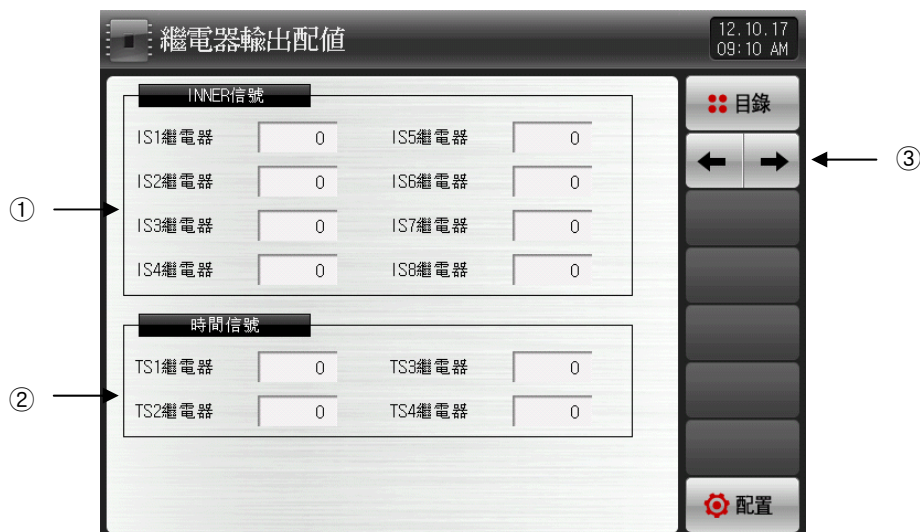 繼電器輸出配値
12.10.17
09:10 AM
INNER信號
IS1繼電器 0 IS5繼電器 0
IS2繼電器 0 IS6繼電器 0
IS3繼電器 0 IS7繼電器 0
IS4繼電器 0 IS8繼電器 0
時間信號
TS1繼電器 0 TS3繼電器 0
TS2繼電器 0 TS4繼電器 0
目錄
配置
①
②
③